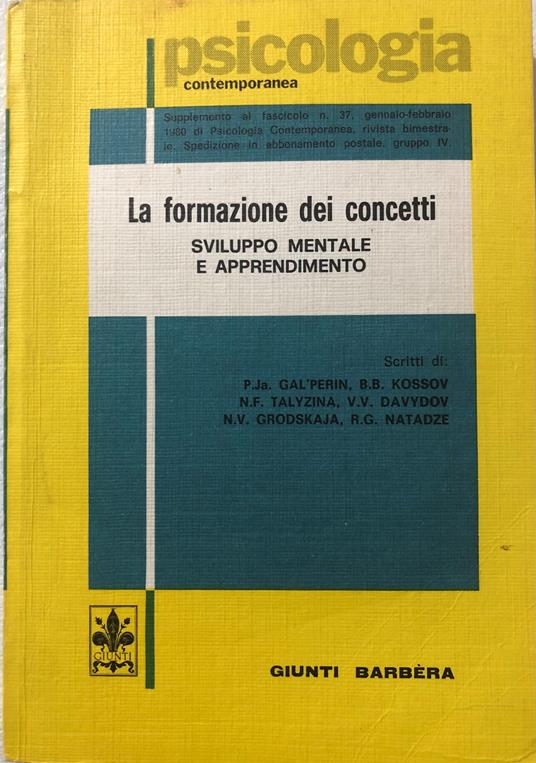 psicologia
contemporanea
Supplemento al fascicolo n. 37, gennaio-febbraio
1980 di Psicologia Contemporanea, rivista bimestra-
le. Spedizione in abbonamento postale, gruppo IV.
La formazione dei concetti
SVILUPPO MENTALE
E APPRENDIMENTO
Scritti di:
P.Ja. GAL'PERIN, B.B. KOSSOV
N.F. TALYZINA, V.V. DAVYDOV
N.V. GRODSKAJA, R.G. NATADZE
GIUNTI
GIUNTI BARBÈRA